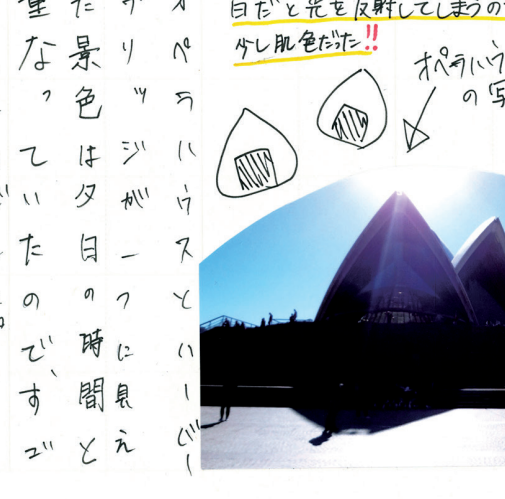 白だと光を反射してしまうの
少し肌色だった!!
オペラハウ
の写
オペラハウスとハーバー
ブリッジが一つに見え
た景色は夕日の時間と
重なっていたのです